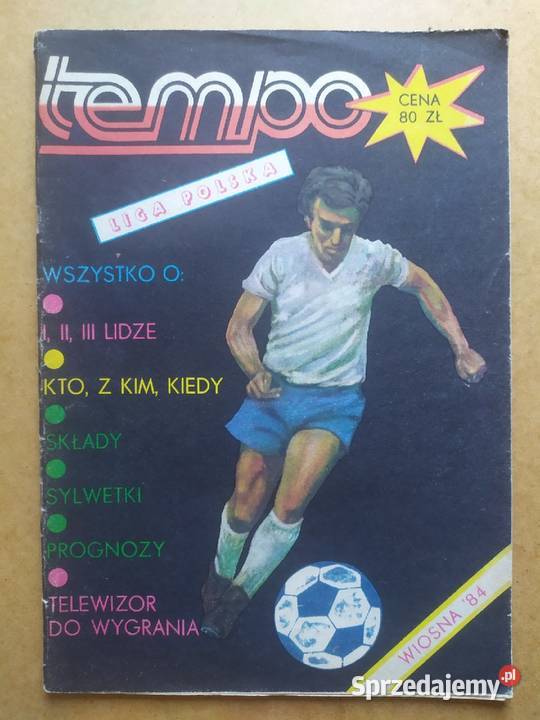 tempo
CENA
80 ZŁ
LIGA POLSKA
WSZYSTKO O:
I, II, III LIDZE
KTO, Z KIM, KIEDY
SKŁADY
SYLWETKI
PROGNOZY
TELEWIZOR
DO WYGRANIA
WIOSNA '84
Sprzedajemy.pl